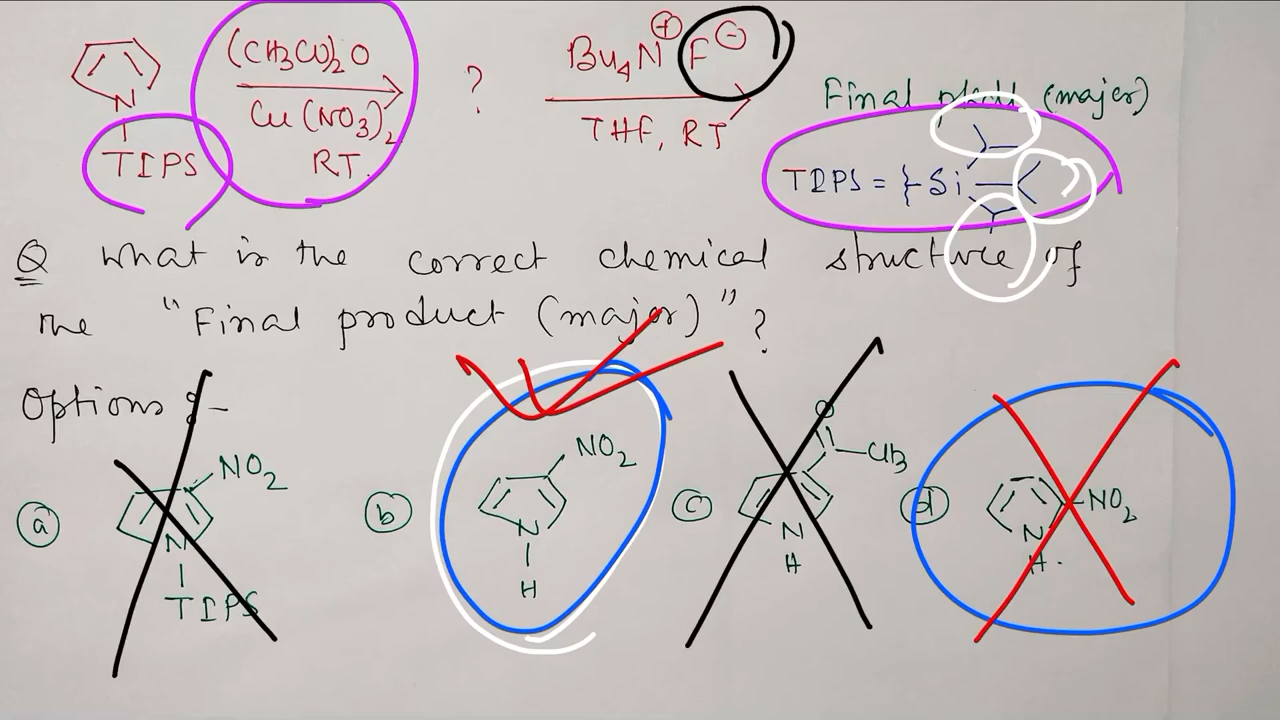 (CH3CO)2O
Cu(NO3)2
RT.
N
TIPS
?
Bu4N⊕ F⊖
THF, RT
Final pdt (major)
TIPS = }-Si
Q what is the correct chemical structure of
the "Final product (major)" ?
Options :-
(a) NO2
N
TIPS
(b) NO2
N
H
(c) O
CH3
N
H
(d) NO2
N
H.